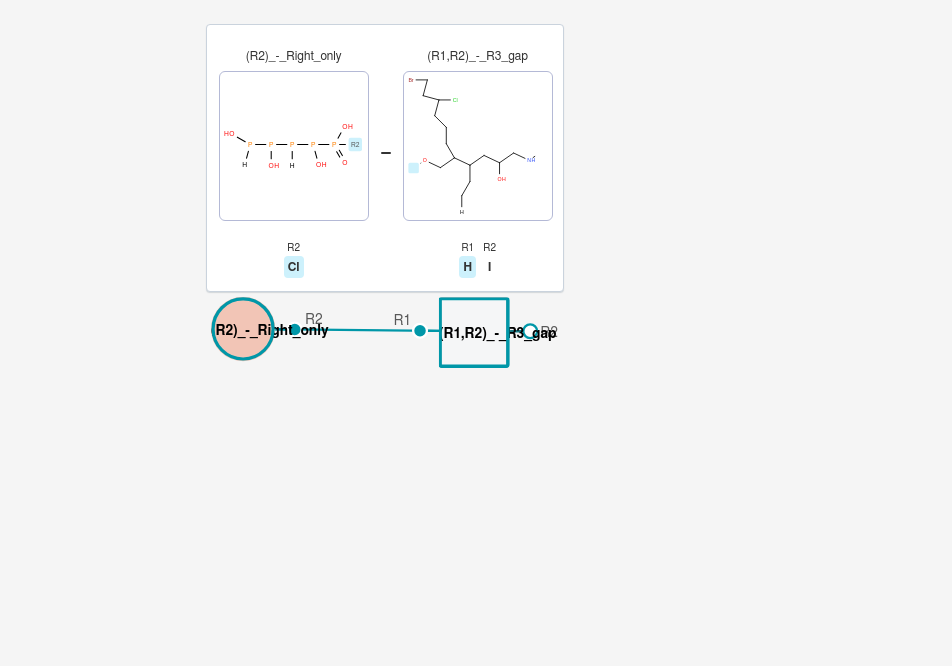 (R2)_-_Right_only (R1,R2)_-_R3_gap
Br
Cl
HO P P P P P OH R2
H OH H OH O
O
NH
OH
H
R2 R1 R2
Cl H I
R2 R1
(R2)_-_Right_only (R1,R2)_-_R3_gap R2